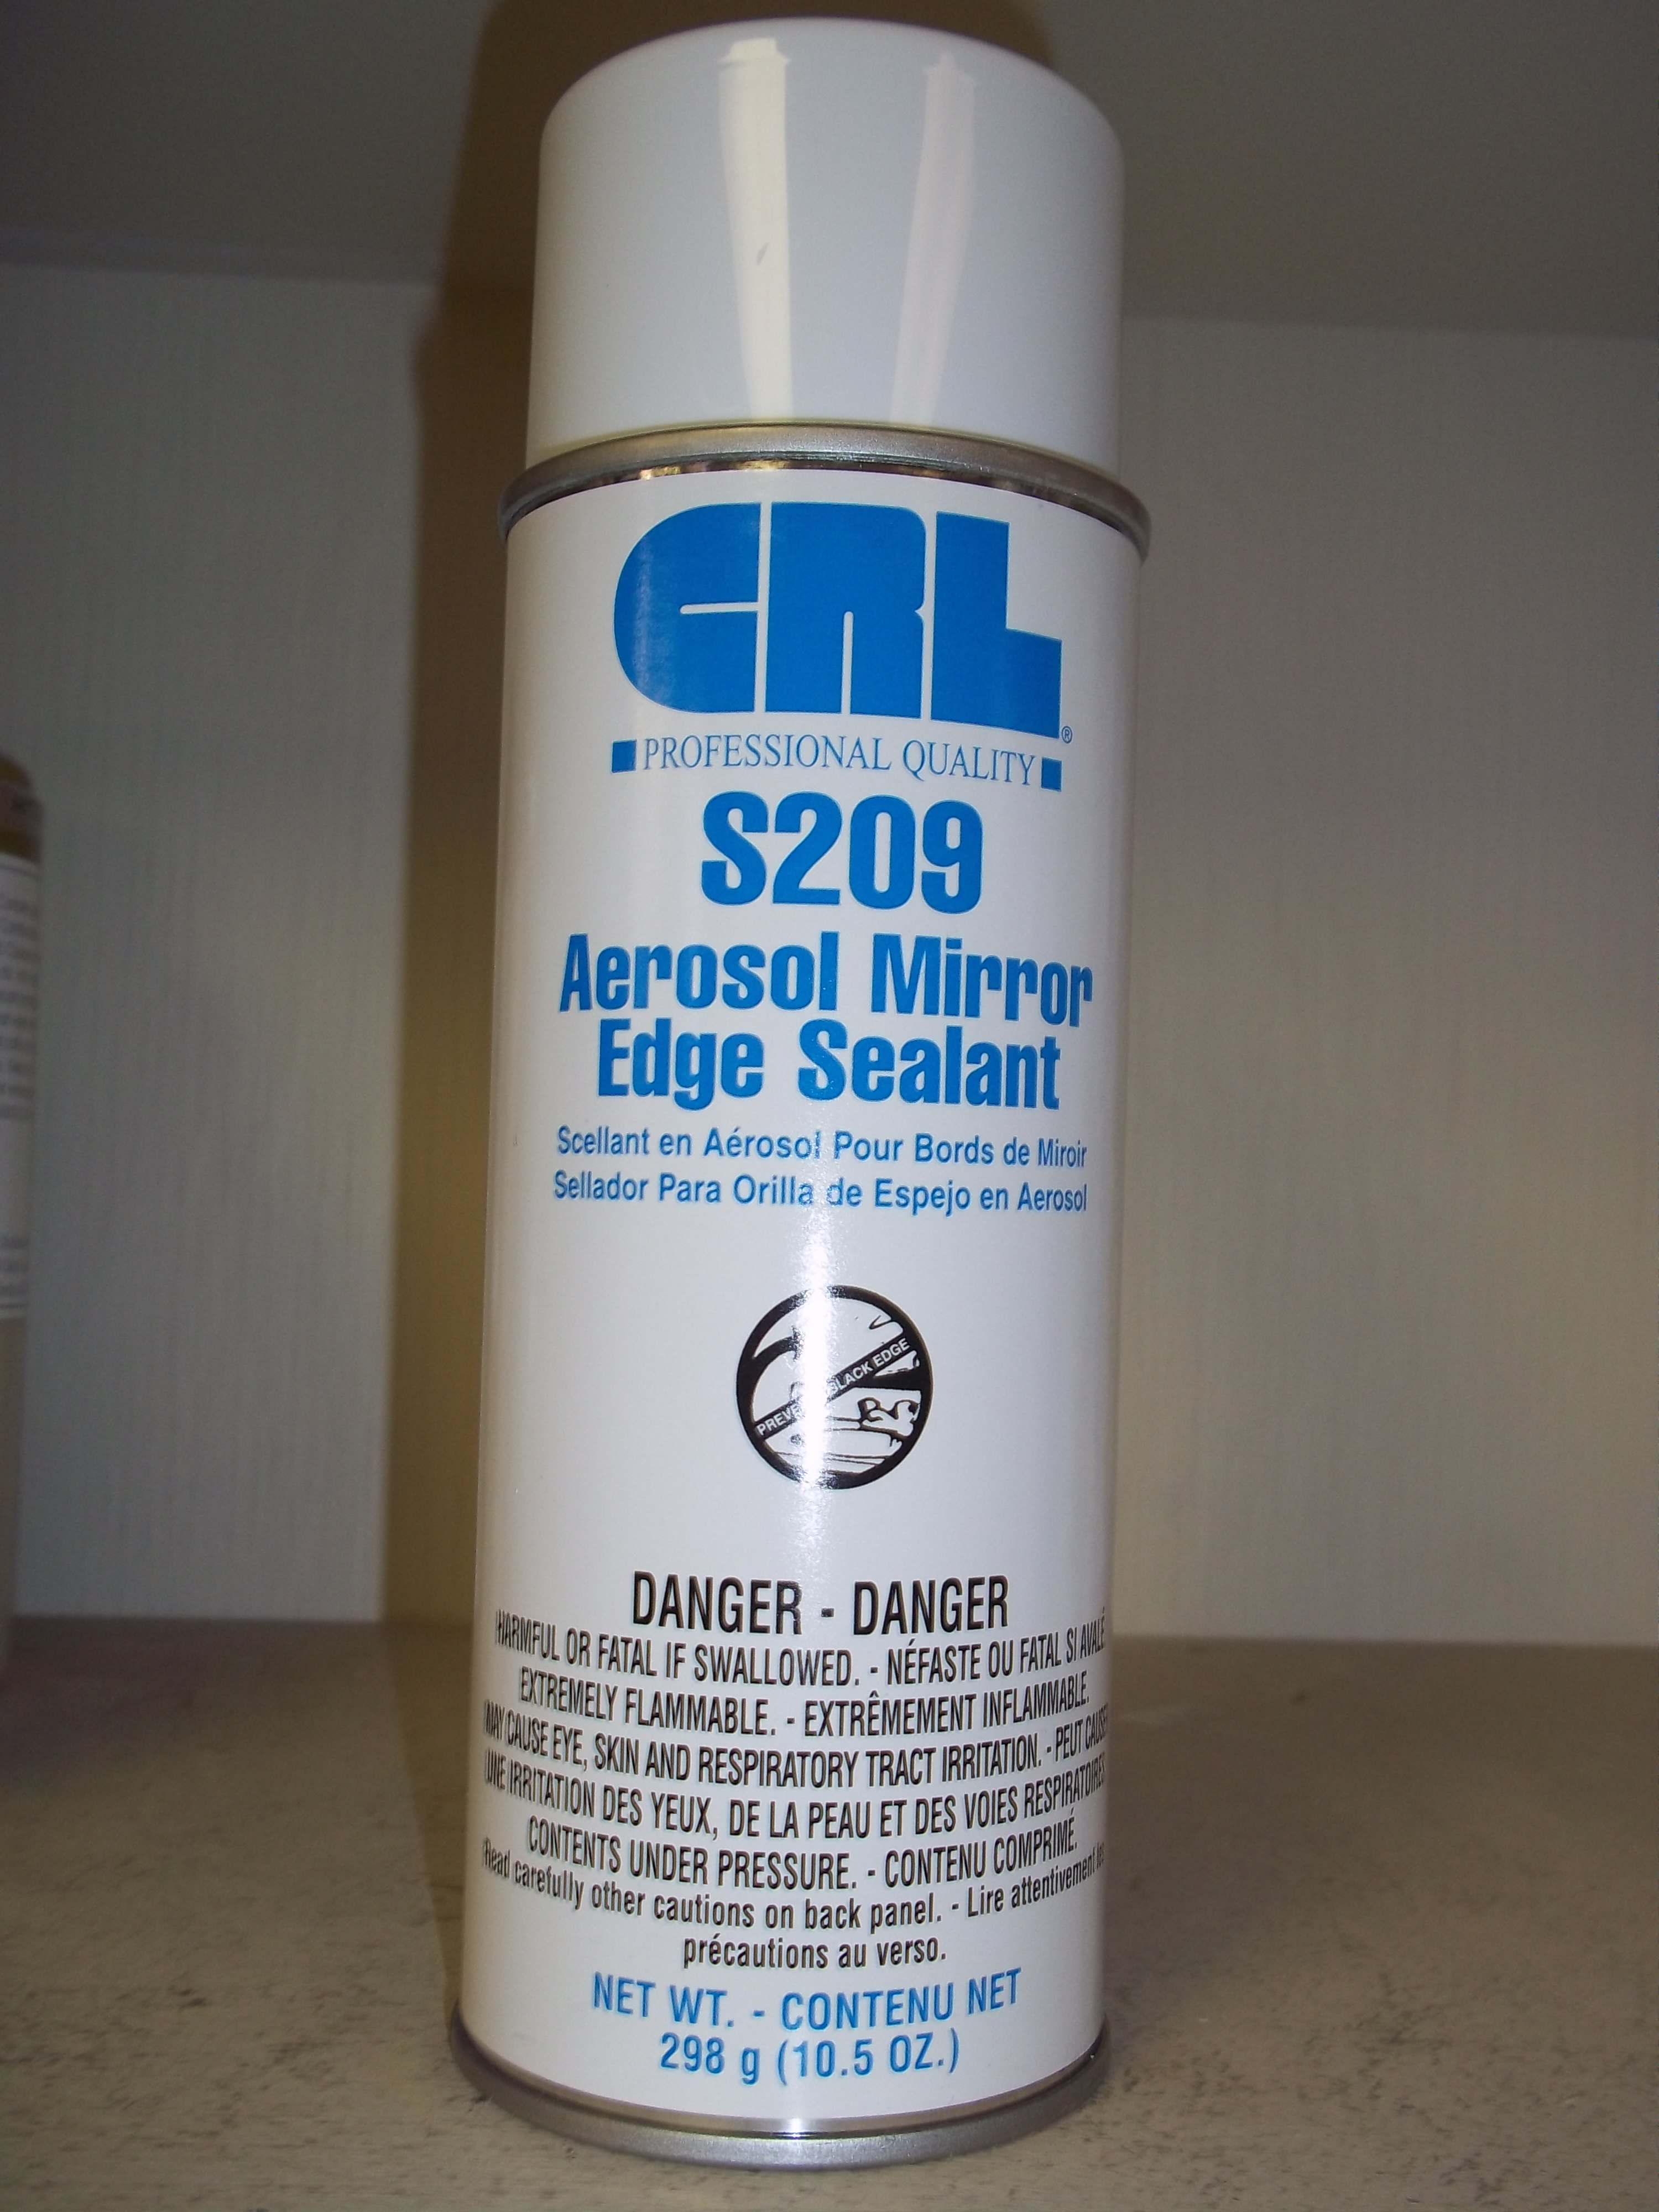 CRL®
PROFESSIONAL QUALITY
S209
Aerosol Mirror
Edge Sealant
Scellant en Aérosol Pour Bords de Miroir
Sellador Para Orilla de Espejo en Aerosol
BLACK EDGE
DANGER - DANGER
HARMFUL OR FATAL IF SWALLOWED. - NÉFASTE OU FATAL SI AVALÉ.
EXTREMELY FLAMMABLE. - EXTRÊMEMENT INFLAMMABLE.
MAY CAUSE EYE, SKIN AND RESPIRATORY TRACT IRRITATION. - PEUT CAUSER
UNE IRRITATION DES YEUX, DE LA PEAU ET DES VOIES RESPIRATOIRES.
CONTENTS UNDER PRESSURE. - CONTENU COMPRIMÉ.
Read carefully other cautions on back panel. - Lire attentivement les
précautions au verso.
NET WT. - CONTENU NET
298 g (10.5 OZ.)